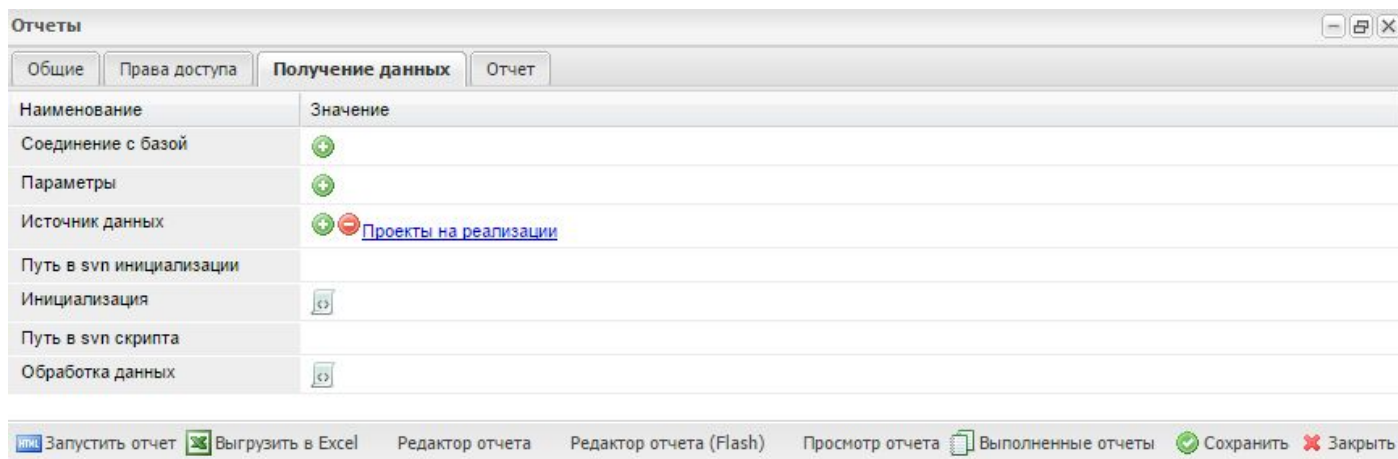 Отчеты
Общие Права доступа Получение данных Отчет
Наименование Значение
Соединение с базой
Параметры
Источник данных Проекты на реализации
Путь в svn инициализации
Инициализация
Путь в svn скрипта
Обработка данных
HTML Запустить отчет Выгрузить в Excel Редактор отчета Редактор отчета (Flash) Просмотр отчета Выполненные отчеты Сохранить Закрыть